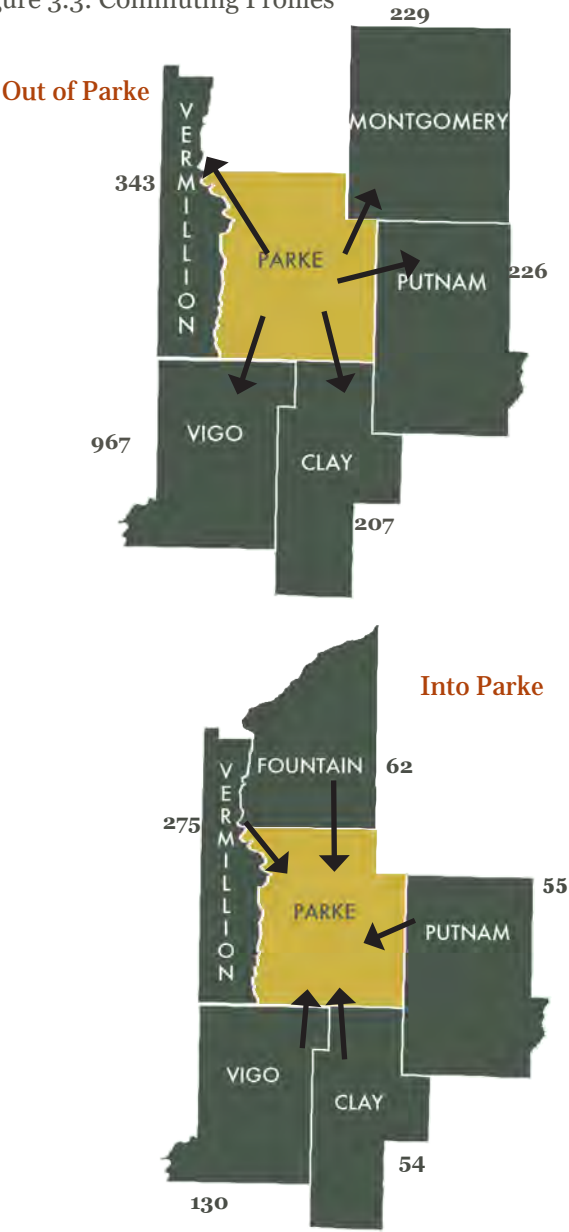 gure 3.3: Commuting Profiles
229
Out of Parke
VERMILLION
MONTGOMERY
343
PARKE
PUTNAM
226
VIGO
967
CLAY
207
Into Parke
VERMILLION
FOUNTAIN
62
275
55
PARKE
PUTNAM
VIGO
CLAY
54
130